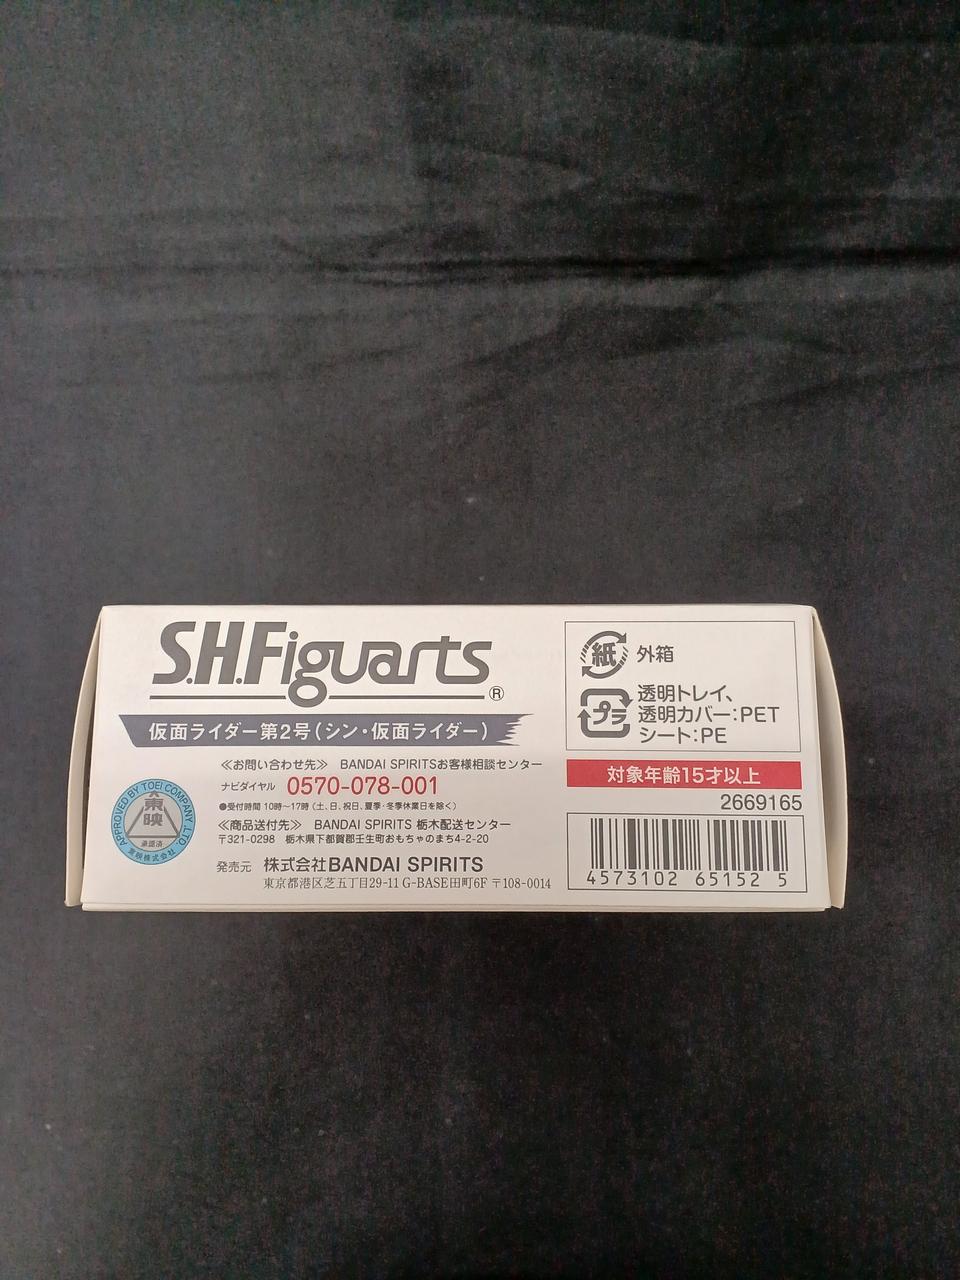 S.H.Figuarts®
仮面ライダー第2号（シン・仮面ライダー）
≪お問い合わせ先≫ BANDAI SPIRITSお客様相談センター
ナビダイヤル 0570-078-001
●受付時間 10時〜17時（土、日、祝日、夏季・冬季休業日を除く）
≪商品送付先≫ BANDAI SPIRITS 栃木配送センター
〒321-0298 栃木県下都賀郡壬生町おもちゃのまち4-2-20
発売元 株式会社BANDAI SPIRITS
東京都港区芝五丁目29-11 G-BASE田町6F 〒108-0014
APPROVED BY TOEI COMPANY, LTD.
東映
承認済
東映株式会社
紙 外箱
プラ 透明トレイ、
透明カバー：PET
シート：PE
対象年齢15才以上
2669165
4573102 65152 5